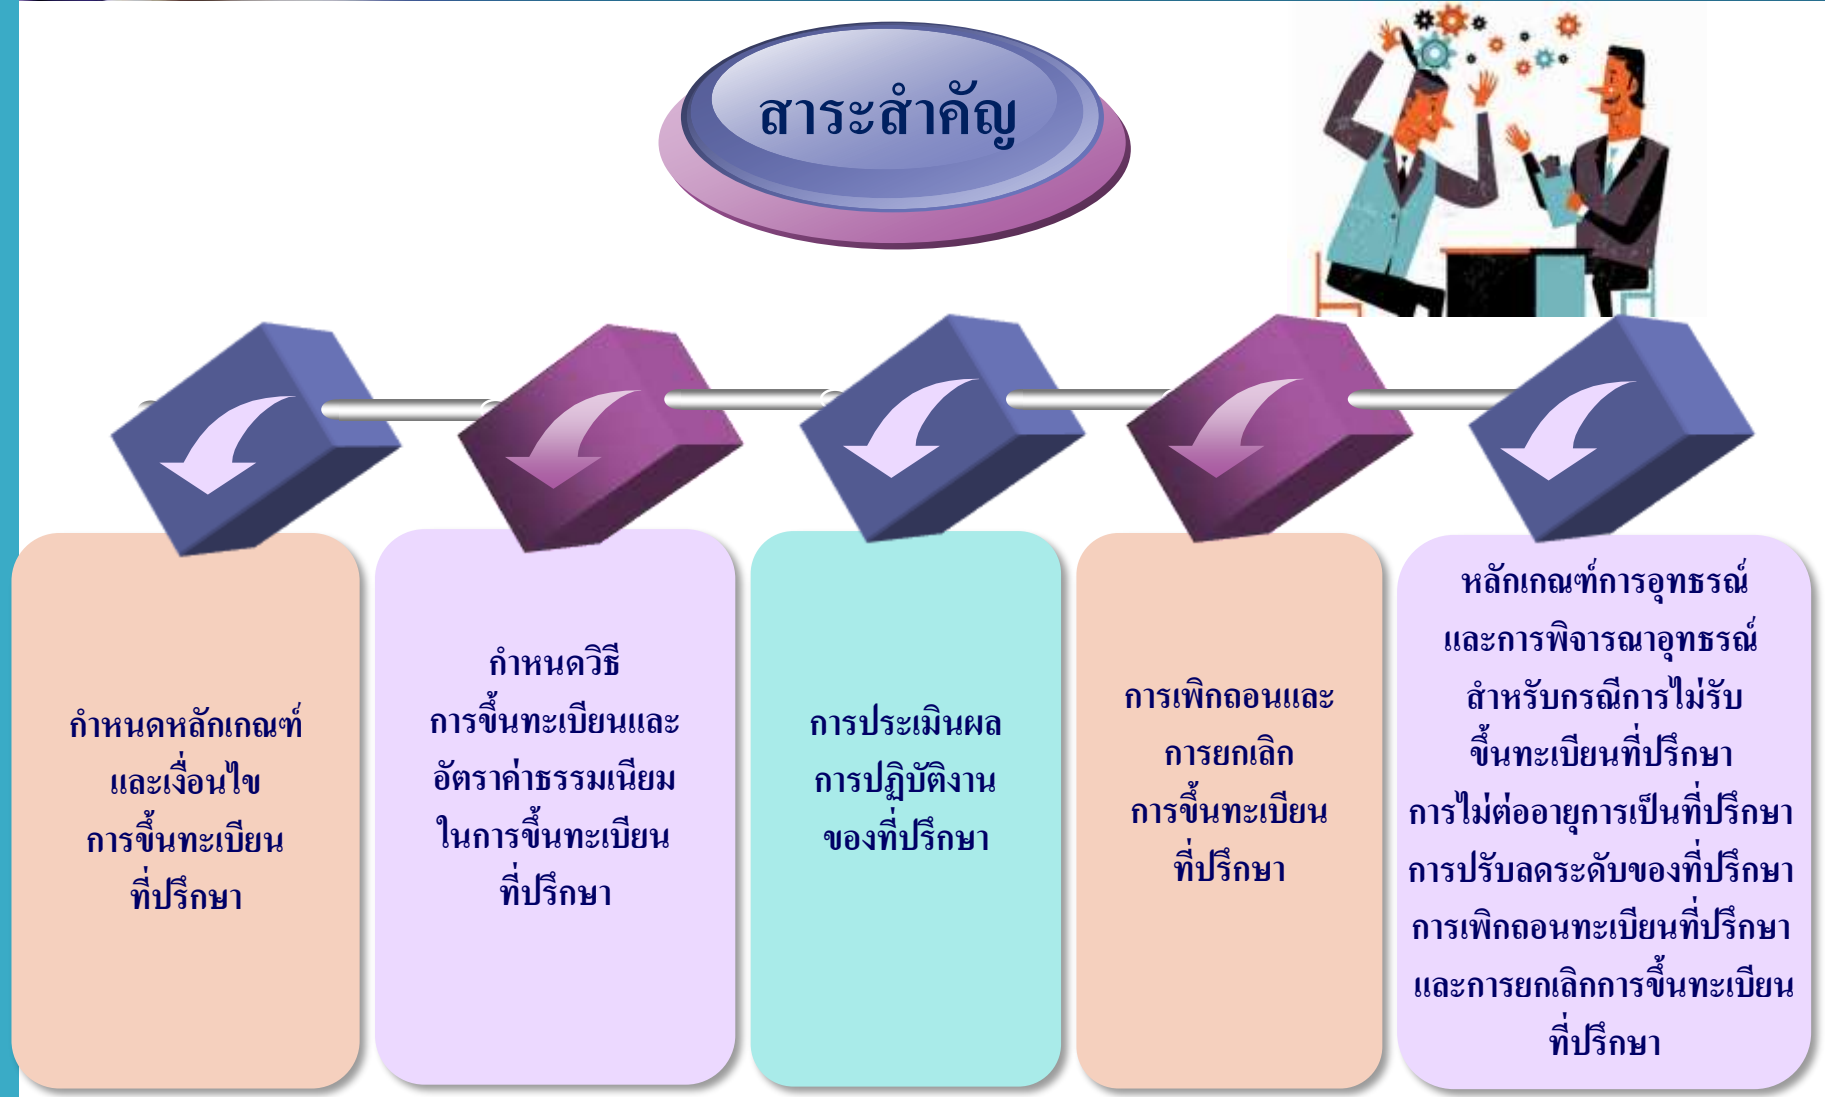 สาระสำคัญ
กำหนดหลักเกณฑ์
และเงื่อนไข
การขึ้นทะเบียน
ที่ปรึกษา
กำหนดวิธี
การขึ้นทะเบียนและ
อัตราค่าธรรมเนียม
ในการขึ้นทะเบียน
ที่ปรึกษา
การประเมินผล
การปฏิบัติงาน
ของที่ปรึกษา
การเพิกถอนและ
การยกเลิก
การขึ้นทะเบียน
ที่ปรึกษา
หลักเกณฑ์การอุทธรณ์
และการพิจารณาอุทธรณ์
สำหรับกรณีการไม่รับ
ขึ้นทะเบียนที่ปรึกษา
การไม่ต่ออายุการเป็นที่ปรึกษา
การปรับลดระดับของที่ปรึกษา
การเพิกถอนทะเบียนที่ปรึกษา
และการยกเลิกการขึ้นทะเบียน
ที่ปรึกษา